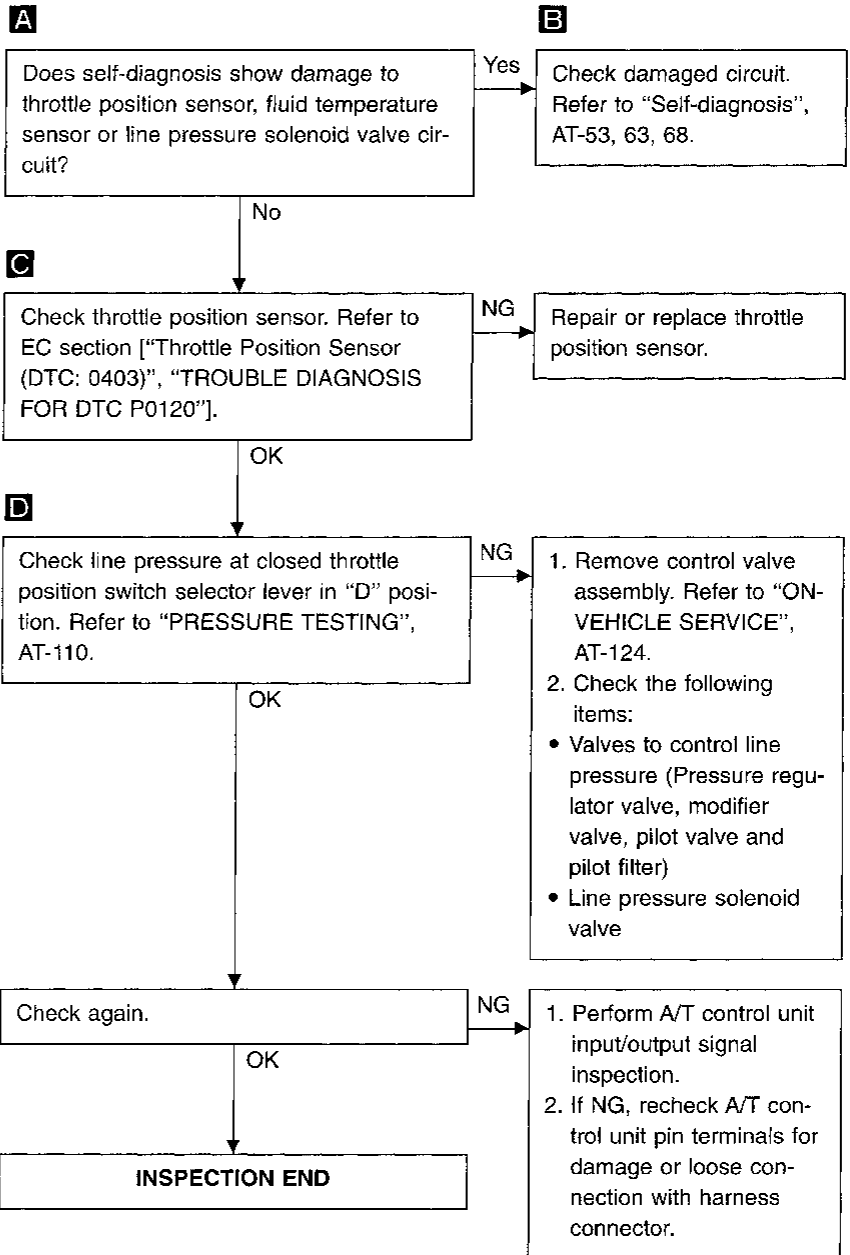 A
B
Does self-diagnosis show damage to
throttle position sensor, fluid temperature
sensor or line pressure solenoid valve cir-
cuit?
Yes
Check damaged circuit.
Refer to “Self-diagnosis”,
AT-53, 63, 68.
No
C
Check throttle position sensor. Refer to
EC section [“Throttle Position Sensor
(DTC: 0403)”, “TROUBLE DIAGNOSIS
FOR DTC P0120”].
NG
Repair or replace throttle
position sensor.
OK
D
Check line pressure at closed throttle
position switch selector lever in “D” posi-
tion. Refer to “PRESSURE TESTING”,
AT-110.
NG
1. Remove control valve
assembly. Refer to “ON-
VEHICLE SERVICE”,
AT-124.
2. Check the following
items:
• Valves to control line
pressure (Pressure regu-
lator valve, modifier
valve, pilot valve and
pilot filter)
• Line pressure solenoid
valve
OK
Check again.
NG
1. Perform A/T control unit
input/output signal
inspection.
2. If NG, recheck A/T con-
trol unit pin terminals for
damage or loose con-
nection with harness
connector.
OK
INSPECTION END